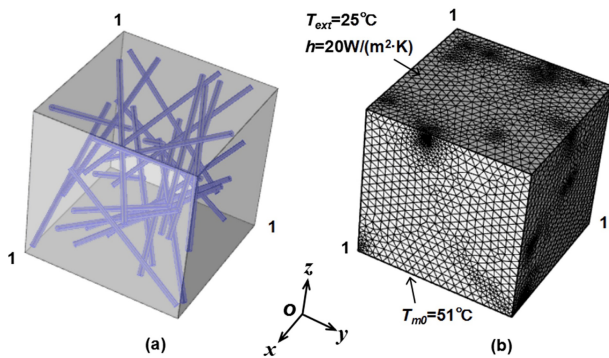 1
1
1
(a)
T_ext=25°C
h=20W/(m²·K)
1
1
1
T_m0=51°C
(b)
z
o
x
y